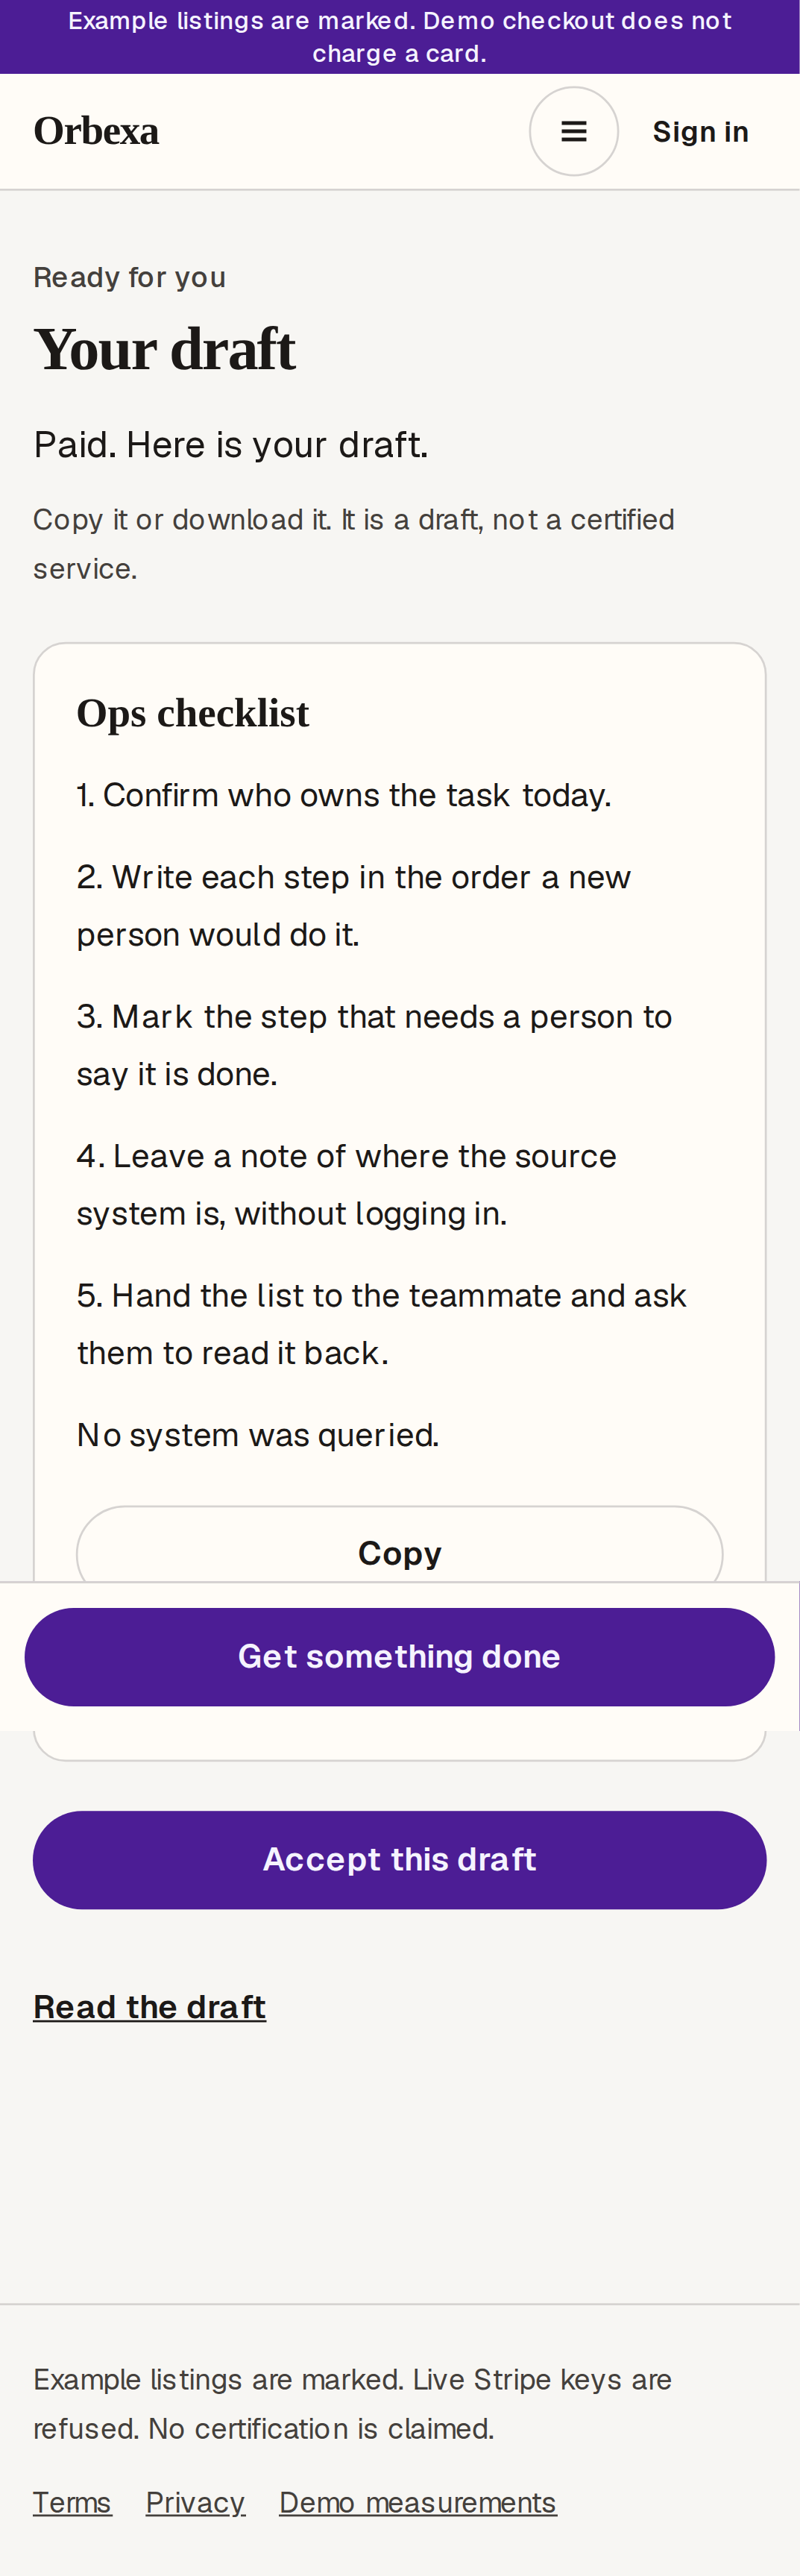 Example listings are marked. Demo checkout does not
charge a card.
Orbexa
Sign in
Ready for you
Your draft
Paid. Here is your draft.
Copy it or download it. It is a draft, not a certified
service.
Ops checklist
1. Confirm who owns the task today.
2. Write each step in the order a new
person would do it.
3. Mark the step that needs a person to
say it is done.
4. Leave a note of where the source
system is, without logging in.
5. Hand the list to the teammate and ask
them to read it back.
No system was queried.
Copy
Get something done
Accept this draft
Read the draft
Example listings are marked. Live Stripe keys are
refused. No certification is claimed.
Terms Privacy Demo measurements